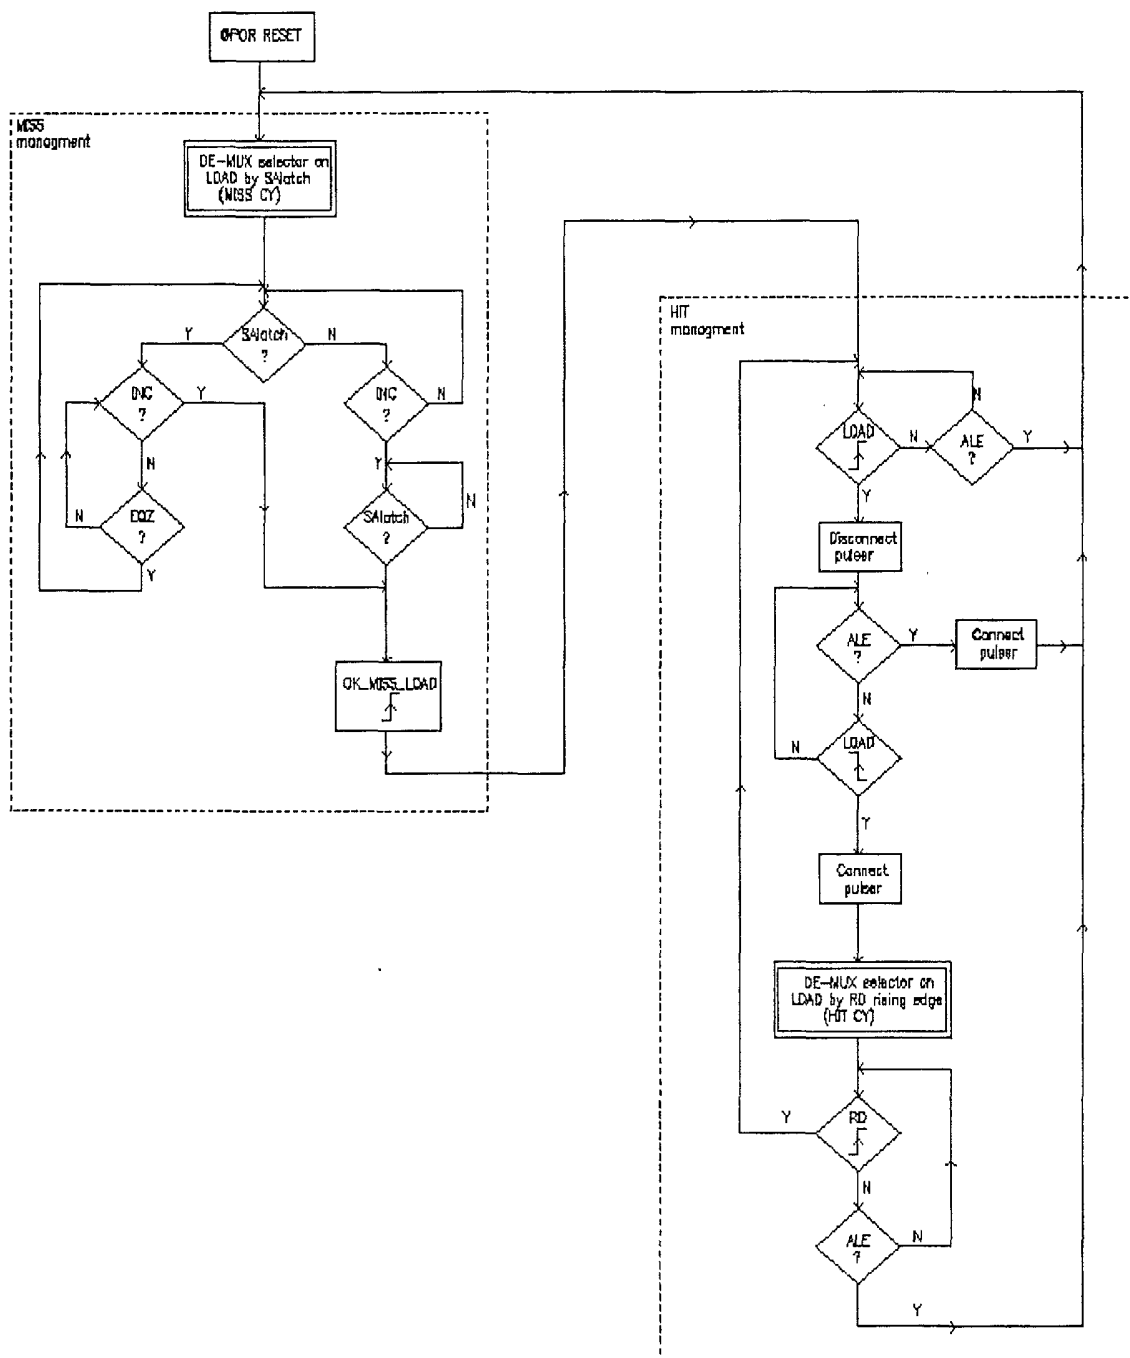 @POR RESET
MISS
managment
DE-MUX selector on
LOAD by SAlatch
(MISS CY)
SAlatch
?
Y
N
INC
?
Y
N
INC
?
N
Y
EQZ
?
N
Y
SAlatch
?
N
OK_MISS_LOAD
HIT
managment
LOAD
N
Y
ALE
?
N
Y
Disconnect
pulser
ALE
?
Y
N
Connect
pulser
LOAD
N
Y
Connect
pulser
DE-MUX selector on
LOAD by RD rising edge
(HIT CY)
RD
Y
N
ALE
?
N
Y